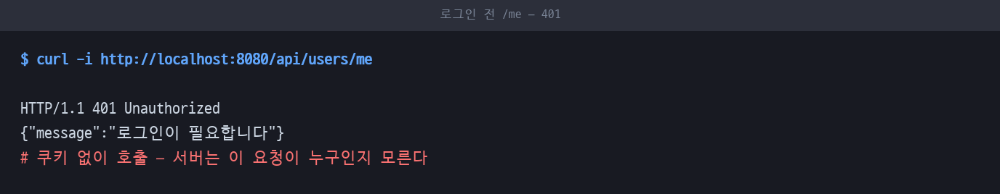 로그인 전 /me — 401
$ curl -i http://localhost:8080/api/users/me
HTTP/1.1 401 Unauthorized
{"message":"로그인이 필요합니다"}
# 쿠키 없이 호출 — 서버는 이 요청이 누구인지 모른다